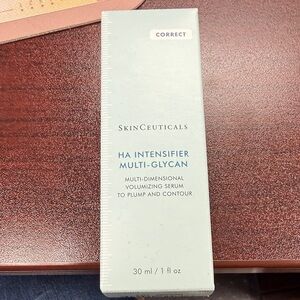 CORRECT
SKINCEUTICALS
HA INTENSIFIER
MULTI-GLYCAN
MULTI-DIMENSIONAL
VOLUMIZING SERUM
TO PLUMP AND CONTOUR
30 ml / 1 fl oz